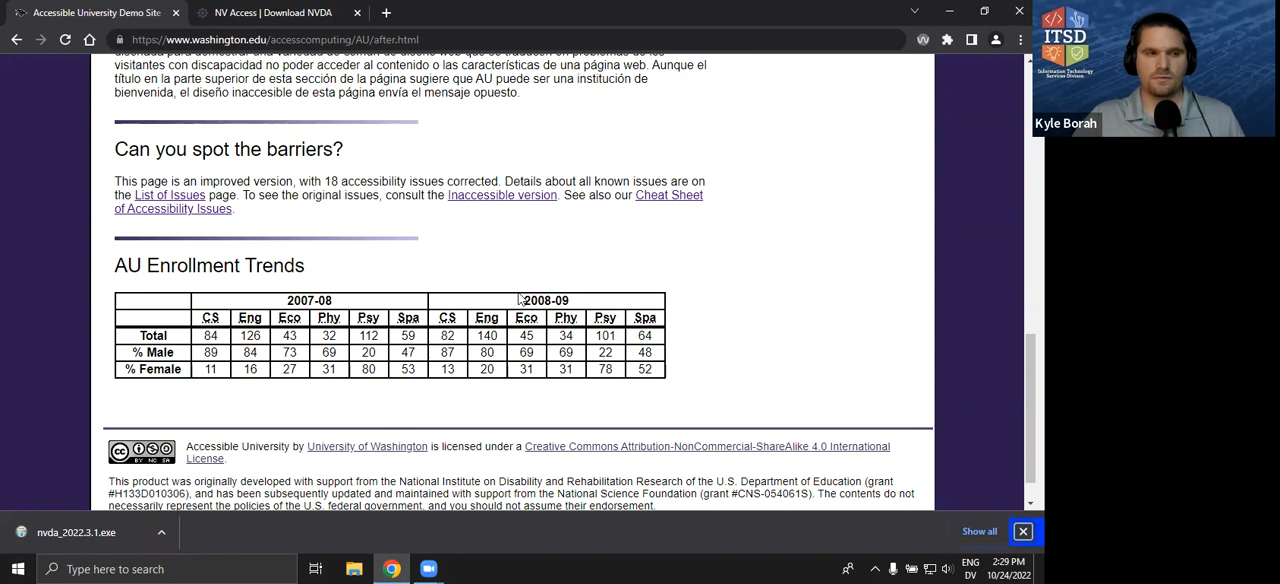 Accessible University Demo Site
NV Access | Download NVDA
https://www.washington.edu/accesscomputing/AU/after.html
ITSD
Information Technology
Services Division
Kyle Borah
visitantes con discapacidad no poder acceder al contenido o las características de una página web. Aunque el
título en la parte superior de esta sección de la página sugiere que AU puede ser una institución de
bienvenida, el diseño inaccesible de esta página envía el mensaje opuesto.
Can you spot the barriers?
This page is an improved version, with 18 accessibility issues corrected. Details about all known issues are on
the List of Issues page. To see the original issues, consult the Inaccessible version. See also our Cheat Sheet
of Accessibility Issues.
AU Enrollment Trends
2007-08 2008-09
CS Eng Eco Phy Psy Spa CS Eng Eco Phy Psy Spa
Total 84 126 43 32 112 59 82 140 45 34 101 64
% Male 89 84 73 69 20 47 87 80 69 69 22 48
% Female 11 16 27 31 80 53 13 20 31 31 78 52
cc BY NC SA
Accessible University by University of Washington is licensed under a Creative Commons Attribution-NonCommercial-ShareAlike 4.0 International
License.
This product was originally developed with support from the National Institute on Disability and Rehabilitation Research of the U.S. Department of Education (grant
#H133D010306), and has been subsequently updated and maintained with support from the National Science Foundation (grant #CNS-054061S). The contents do not
necessarily represent the policies of the U.S. federal government, and you should not assume their endorsement.
nvda_2022.3.1.exe
Show all
Type here to search
ENG
DV
2:29 PM
10/24/2022